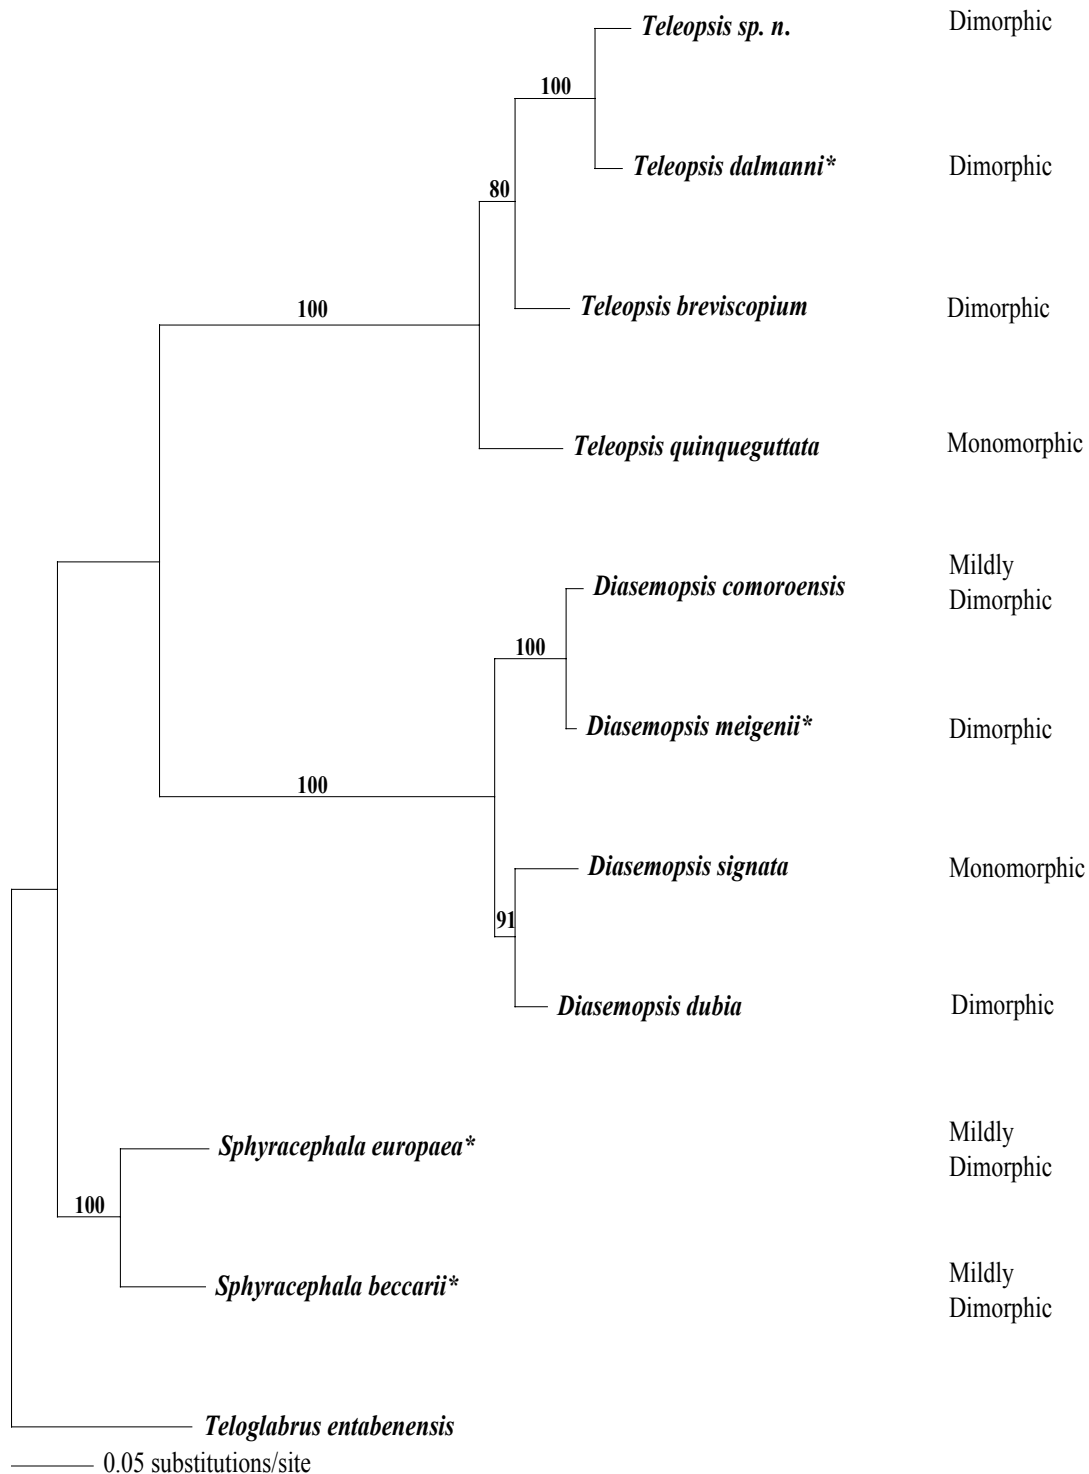 Teleopsis sp. n. Dimorphic
100
Teleopsis dalmanni* Dimorphic
80
Teleopsis breviscopium Dimorphic
100
Teleopsis quinqueguttata Monomorphic
Diasemopsis comoroensis Mildly
Dimorphic
100
Diasemopsis meigenii* Dimorphic
100
Diasemopsis signata Monomorphic
91
Diasemopsis dubia Dimorphic
Sphyracephala europaea* Mildly
Dimorphic
100
Sphyracephala beccarii* Mildly
Dimorphic
Teloglabrus entabenensis
0.05 substitutions/site